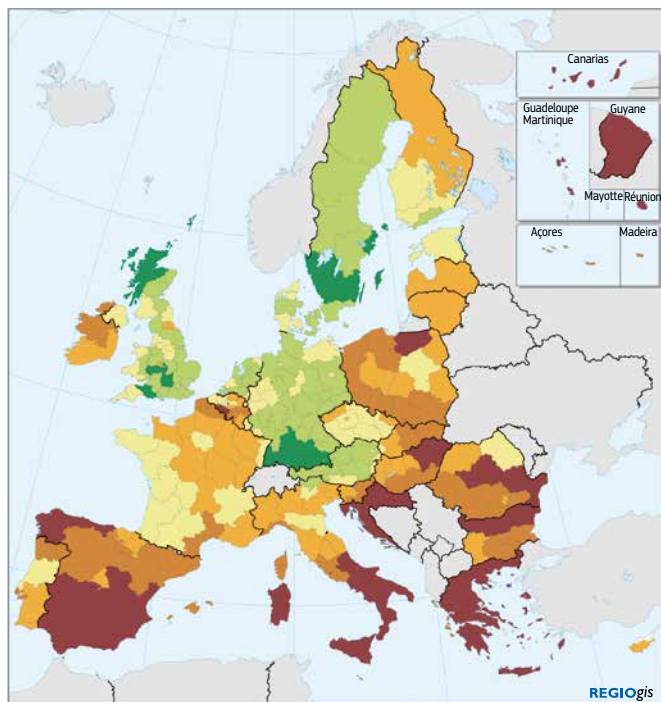 Canarias
Guadeloupe
Martinique
Guyane
Mayotte
Réunion
Açores
Madeira
REGIOgis